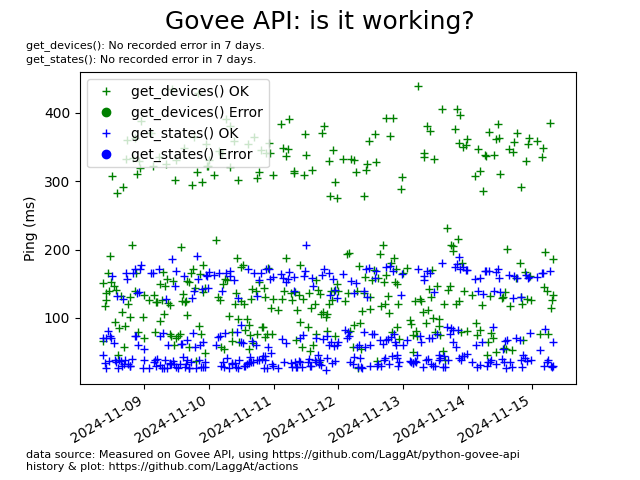 Govee API: is it working?
get_devices(): No recorded error in 7 days.
get_states(): No recorded error in 7 days.
get_devices() OK
get_devices() Error
get_states() OK
get_states() Error
Ping (ms)
400
300
200
100
2024-11-09
2024-11-10
2024-11-11
2024-11-12
2024-11-13
2024-11-14
2024-11-15
data source: Measured on Govee API, using https://github.com/LaggAt/python-govee-api
history & plot: https://github.com/LaggAt/actions